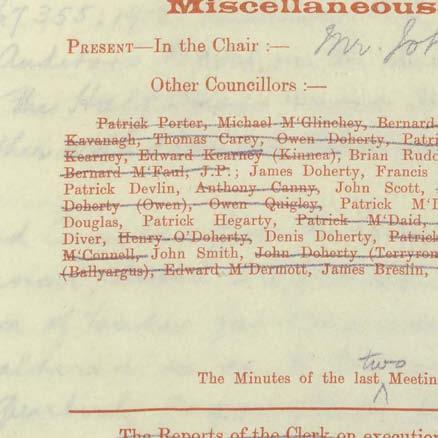 Miscellaneous
PRESENT—In the Chair :— Mr. Joh
Other Councillors :—
Patrick Porter, Michael M‘Glinchey, Bernard
Kavanagh, Thomas Carey, Owen Doherty, Patri
Kearney, Edward Kearney (Kinnea), Brian Rudd
Bernard M‘Faul, J.P.; James Doherty, Francis
Patrick Devlin, Anthony Canny, John Scott,
Doherty (Owen), Owen Quigley, Patrick M‘D
Douglas, Patrick Hegarty, Patrick M‘Daid,
Diver, Henry O’Doherty, Denis Doherty, Patrick
M‘Connell, John Smith, John Doherty (Terryron
(Ballyargus), Edward M‘Dermott, James Breslin,
two
The Minutes of the last Meetin
The Reports of the Clerk on execution